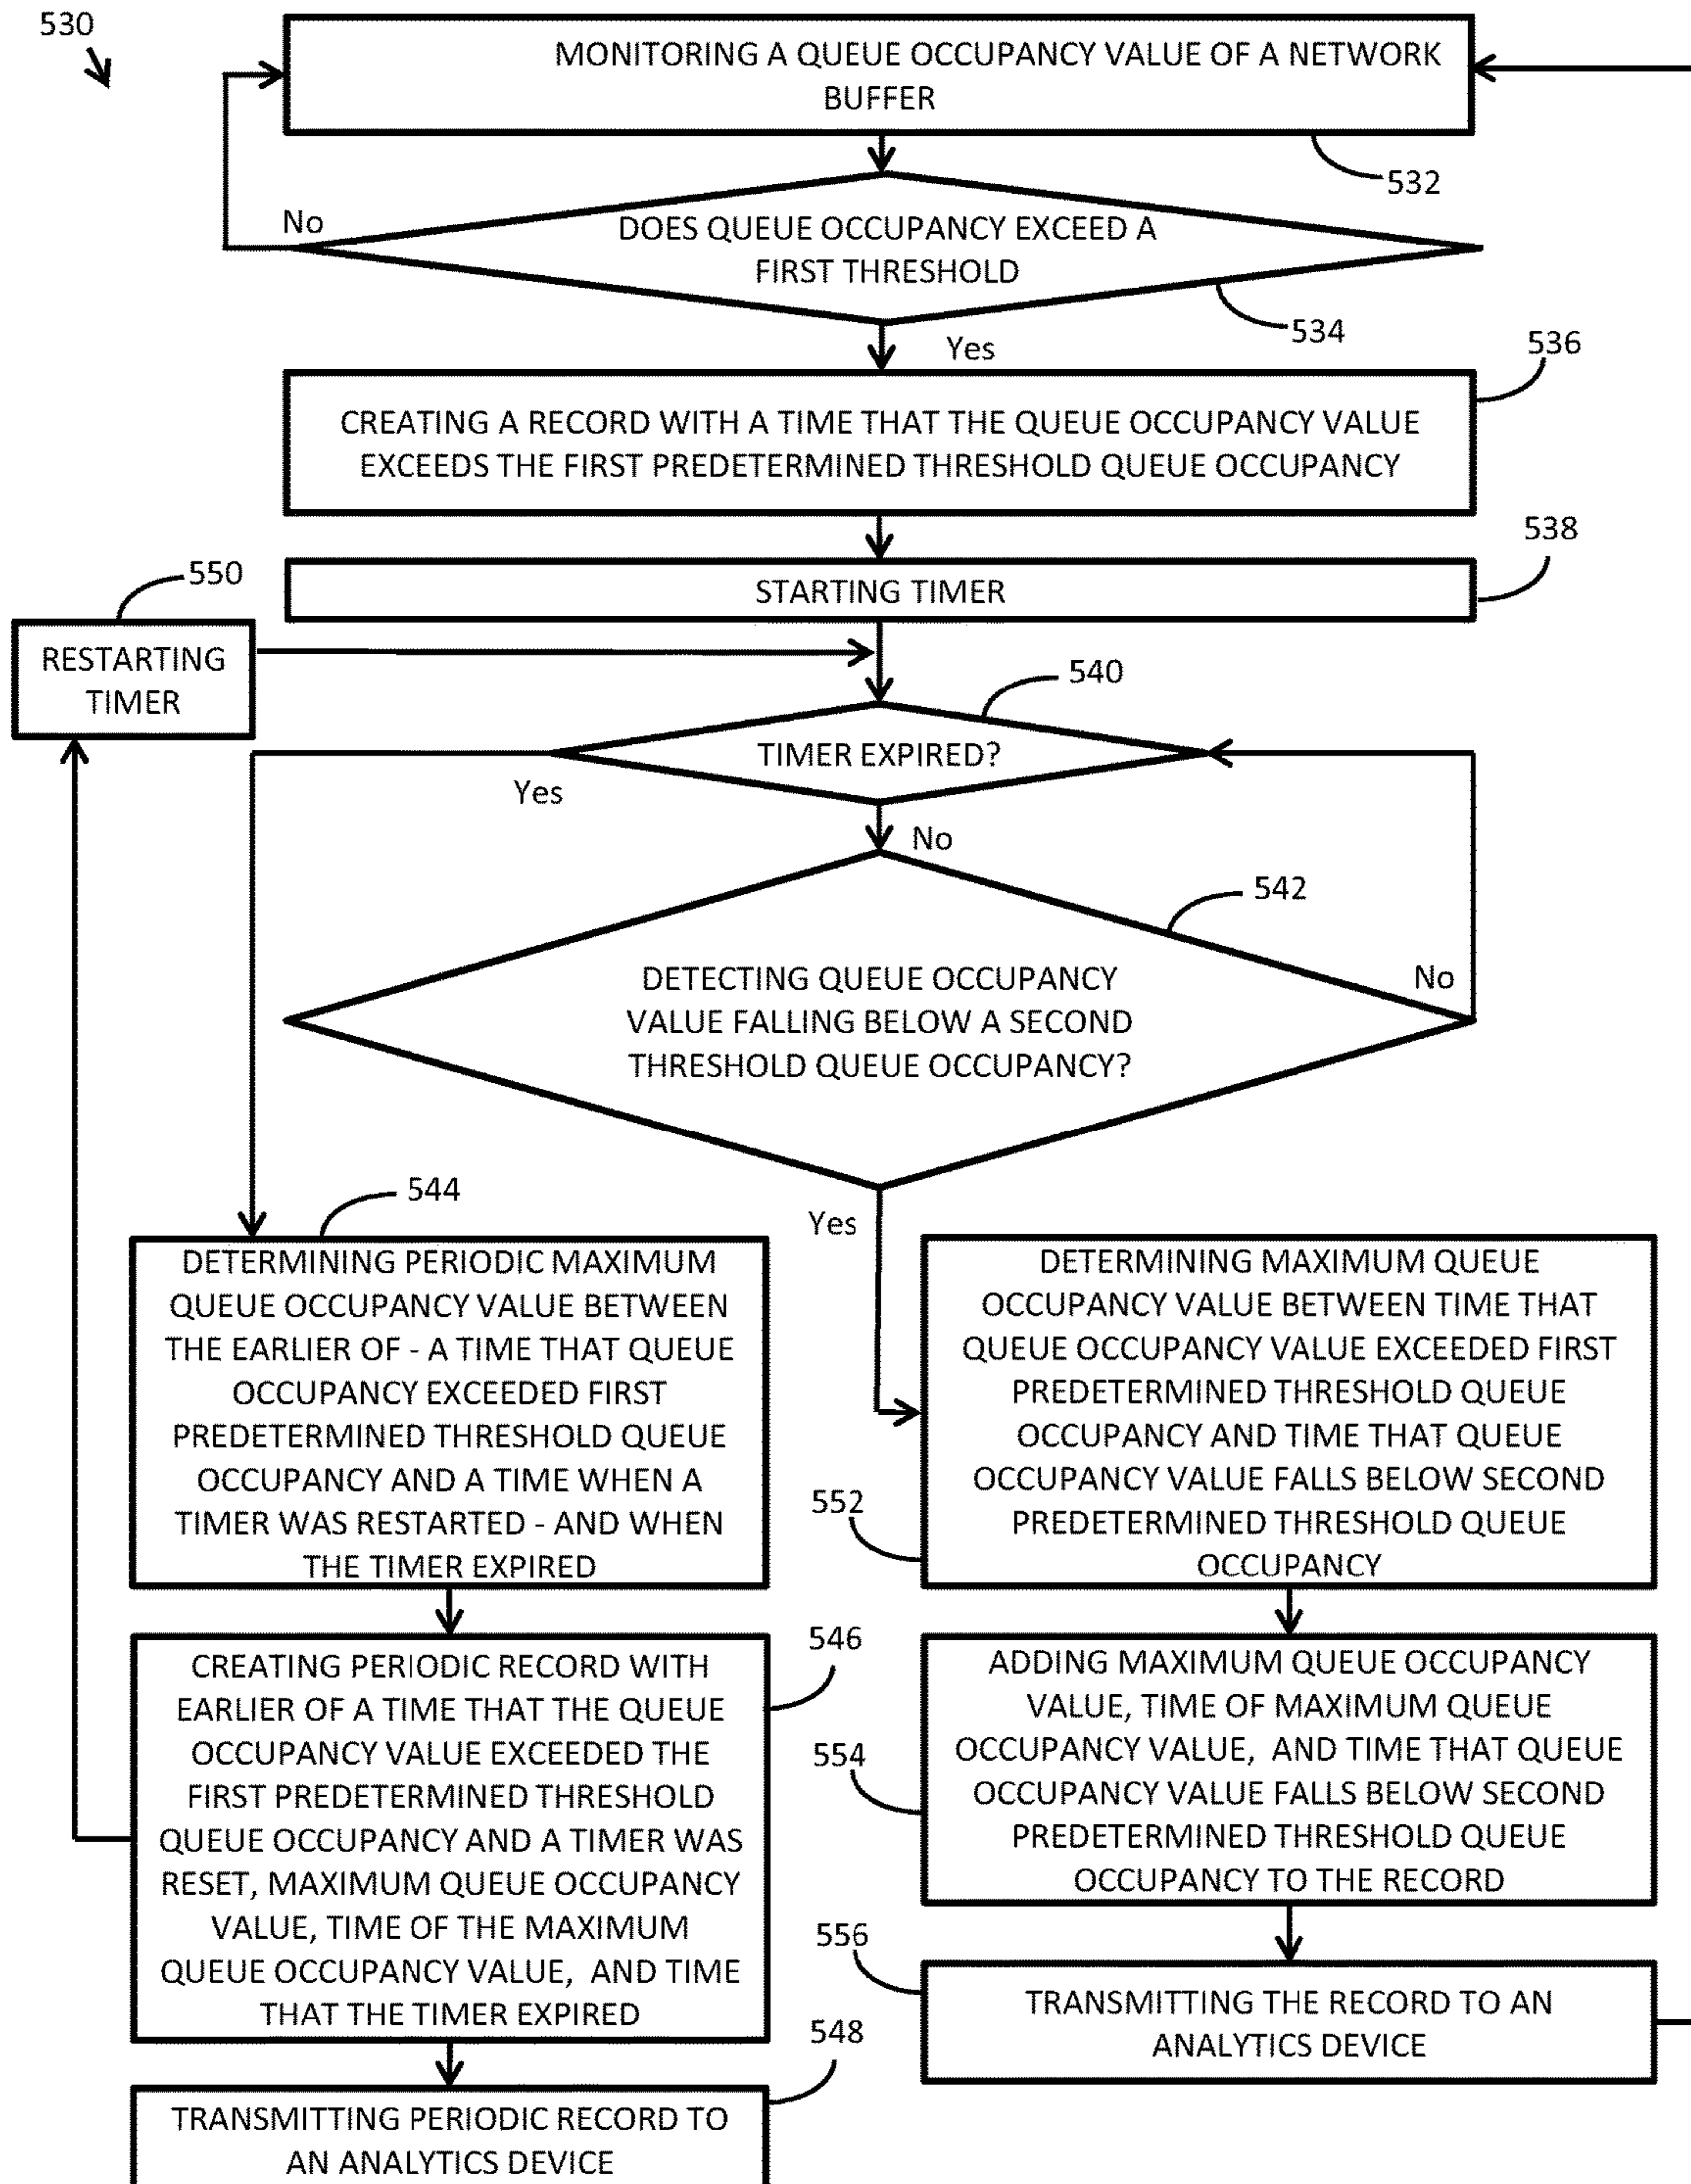 530
MONITORING A QUEUE OCCUPANCY VALUE OF A NETWORK
BUFFER
532
No
DOES QUEUE OCCUPANCY EXCEED A
FIRST THRESHOLD
534
Yes
536
CREATING A RECORD WITH A TIME THAT THE QUEUE OCCUPANCY VALUE
EXCEEDS THE FIRST PREDETERMINED THRESHOLD QUEUE OCCUPANCY
538
STARTING TIMER
550
RESTARTING
TIMER
540
TIMER EXPIRED?
Yes
No
542
DETECTING QUEUE OCCUPANCY
VALUE FALLING BELOW A SECOND
THRESHOLD QUEUE OCCUPANCY?
No
Yes
544
DETERMINING PERIODIC MAXIMUM
QUEUE OCCUPANCY VALUE BETWEEN
THE EARLIER OF - A TIME THAT QUEUE
OCCUPANCY EXCEEDED FIRST
PREDETERMINED THRESHOLD QUEUE
OCCUPANCY AND A TIME WHEN A
TIMER WAS RESTARTED - AND WHEN
THE TIMER EXPIRED
552
DETERMINING MAXIMUM QUEUE
OCCUPANCY VALUE BETWEEN TIME THAT
QUEUE OCCUPANCY VALUE EXCEEDED FIRST
PREDETERMINED THRESHOLD QUEUE
OCCUPANCY AND TIME THAT QUEUE
OCCUPANCY VALUE FALLS BELOW SECOND
PREDETERMINED THRESHOLD QUEUE
OCCUPANCY
546
CREATING PERIODIC RECORD WITH
EARLIER OF A TIME THAT THE QUEUE
OCCUPANCY VALUE EXCEEDED THE
FIRST PREDETERMINED THRESHOLD
QUEUE OCCUPANCY AND A TIMER WAS
RESET, MAXIMUM QUEUE OCCUPANCY
VALUE, TIME OF THE MAXIMUM
QUEUE OCCUPANCY VALUE, AND TIME
THAT THE TIMER EXPIRED
554
ADDING MAXIMUM QUEUE OCCUPANCY
VALUE, TIME OF MAXIMUM QUEUE
OCCUPANCY VALUE, AND TIME THAT QUEUE
OCCUPANCY VALUE FALLS BELOW SECOND
PREDETERMINED THRESHOLD QUEUE
OCCUPANCY TO THE RECORD
556
TRANSMITTING THE RECORD TO AN
ANALYTICS DEVICE
548
TRANSMITTING PERIODIC RECORD TO
AN ANALYTICS DEVICE